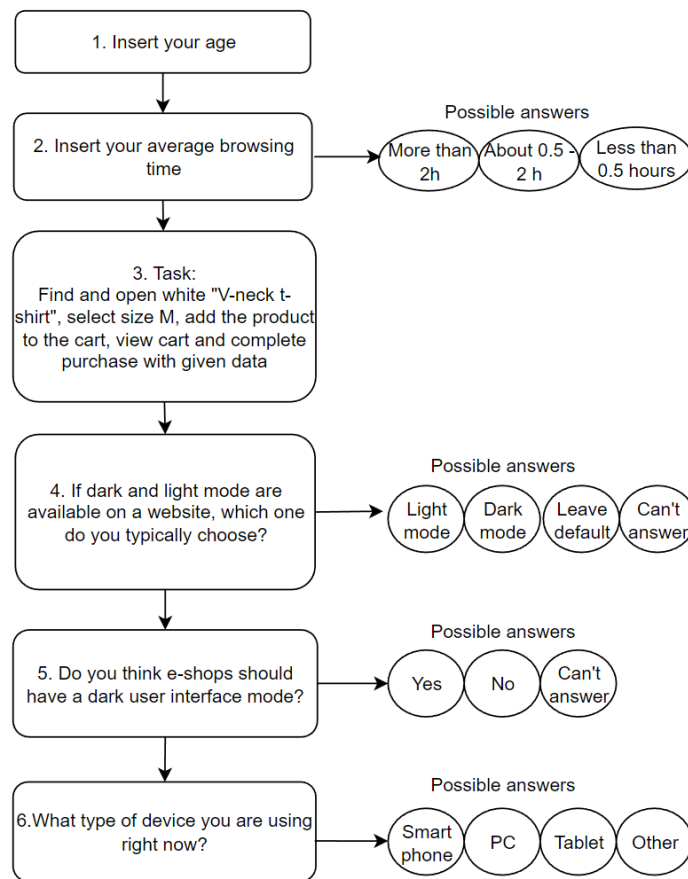 1. Insert your age
Possible answers
2. Insert your average browsing
time
More than
2h
About 0.5 -
2 h
Less than
0.5 hours
3. Task:
Find and open white "V-neck t-
shirt", select size M, add the product
to the cart, view cart and complete
purchase with given data
Possible answers
4. If dark and light mode are
available on a website, which one
do you typically choose?
Light
mode
Dark
mode
Leave
default
Can't
answer
Possible answers
5. Do you think e-shops should
have a dark user interface mode?
Yes
No
Can't
answer
Possible answers
6.What type of device you are using
right now?
Smart
phone
PC
Tablet
Other